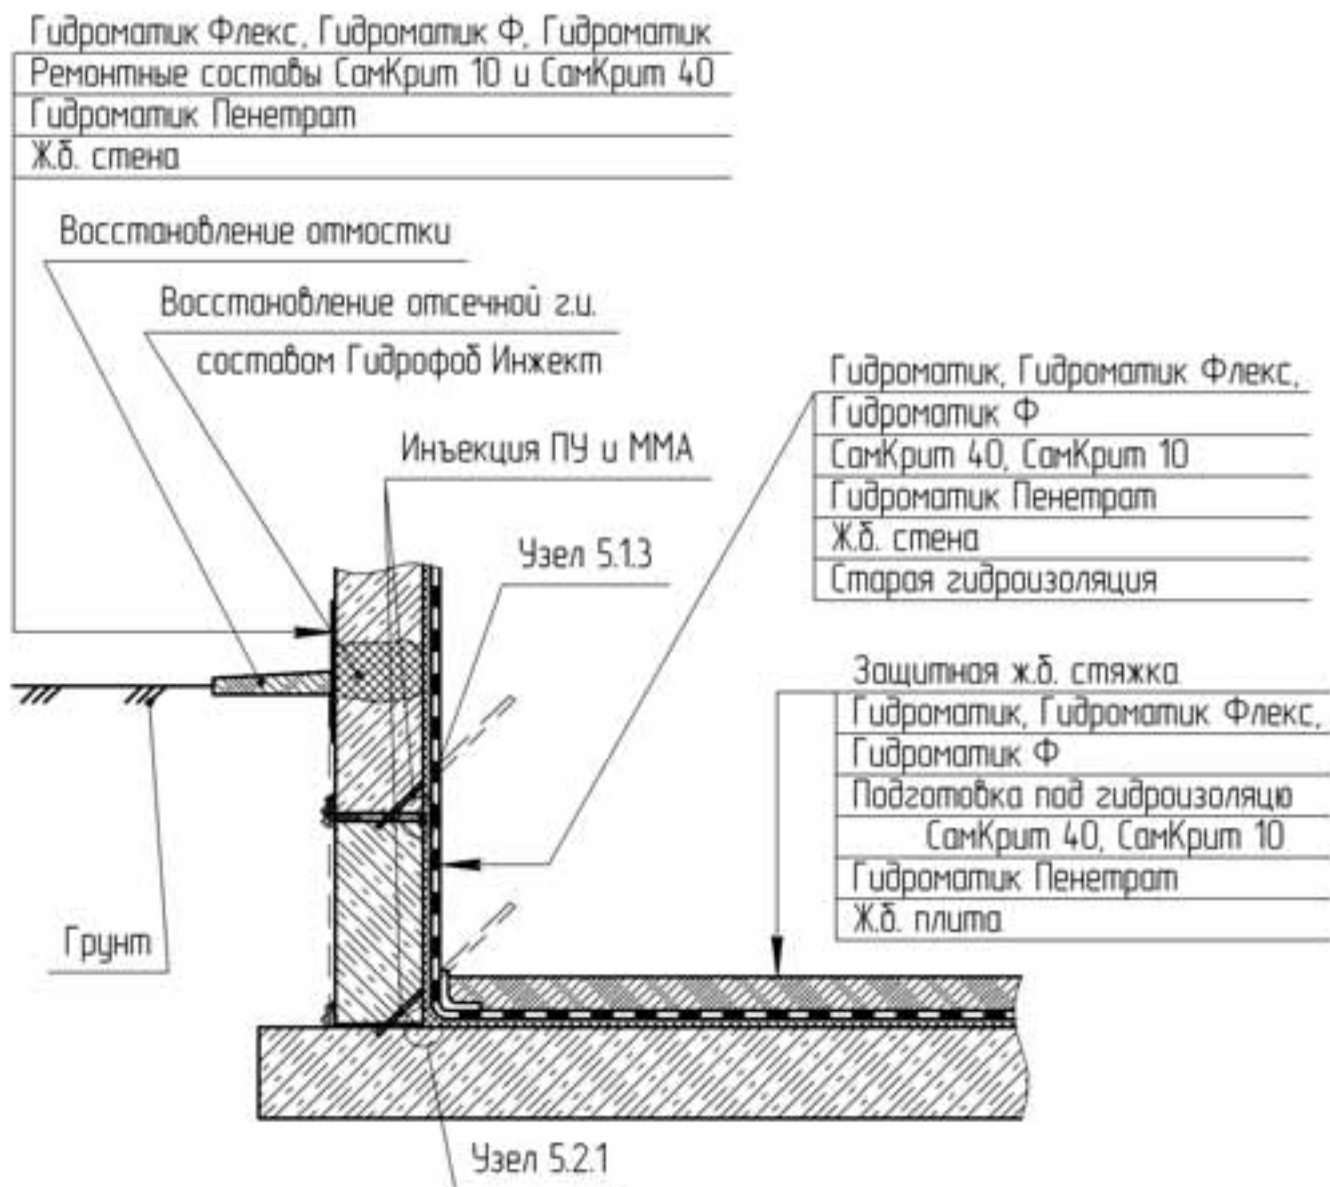 Гидроматик Флекс, Гидроматик Ф, Гидроматик
Ремонтные составы СамКрит 10 и СамКрит 40
Гидроматик Пенетрат
Ж.б. стена
Восстановление отмостки
Восстановление отсечной г.и.
составом Гидрофоб Инжект
Инъекция ПУ и ММА
Узел 5.1.3
Гидроматик, Гидроматик Флекс,
Гидроматик Ф
СамКрит 40, СамКрит 10
Гидроматик Пенетрат
Ж.б. стена
Старая гидроизоляция
Защитная ж.б. стяжка
Гидроматик, Гидроматик Флекс,
Гидроматик Ф
Подготовка под гидроизоляцю
СамКрит 40, СамКрит 10
Гидроматик Пенетрат
Ж.б. плита
Грунт
Узел 5.2.1